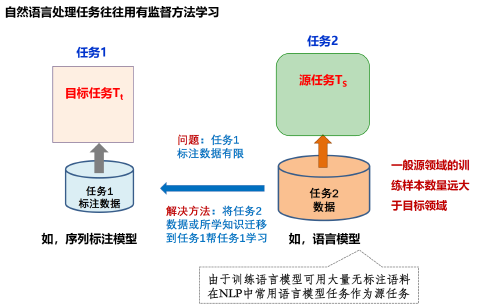 自然语言处理任务往往用有监督方法学习
任务1
任务2
目标任务Tt
源任务TS
问题：任务1
标注数据有限
任务1
标注数据
任务2
数据
一般源领域的训
练样本数量远大
于目标领域
解决方法：将任务2
数据或所学知识迁移
到任务1帮任务1学习
如，序列标注模型
如，语言模型
由于训练语言模型可用大量无标注语料
在NLP中常用语言模型任务作为源任务